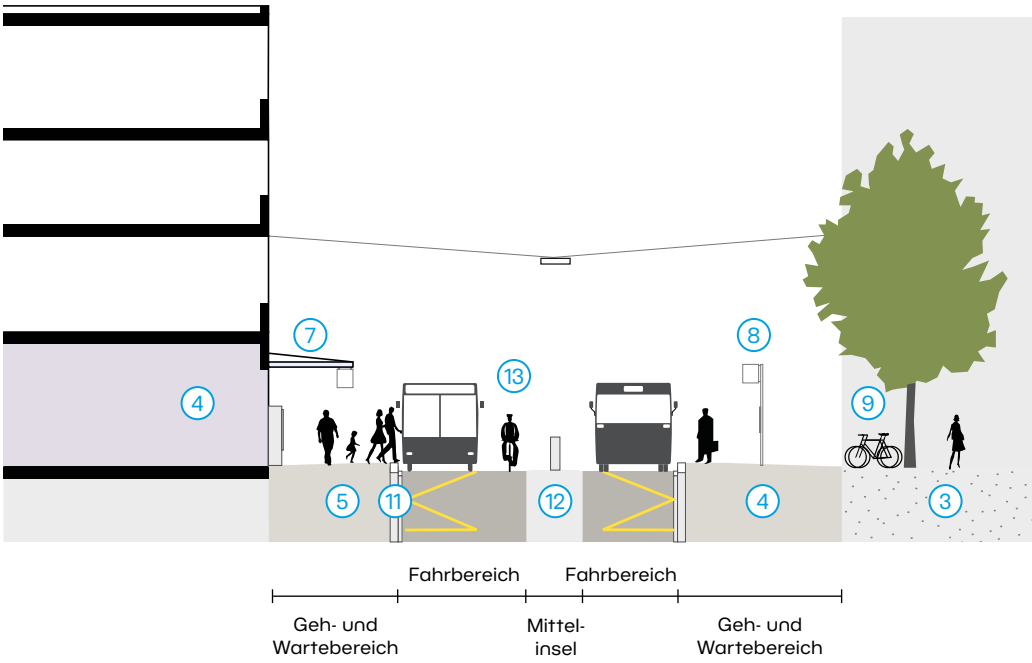 7
8
13
4
9
5
11
12
4
3
Fahrbereich
Fahrbereich
Geh- und
Wartebereich
Mittel-
insel
Geh- und
Wartebereich